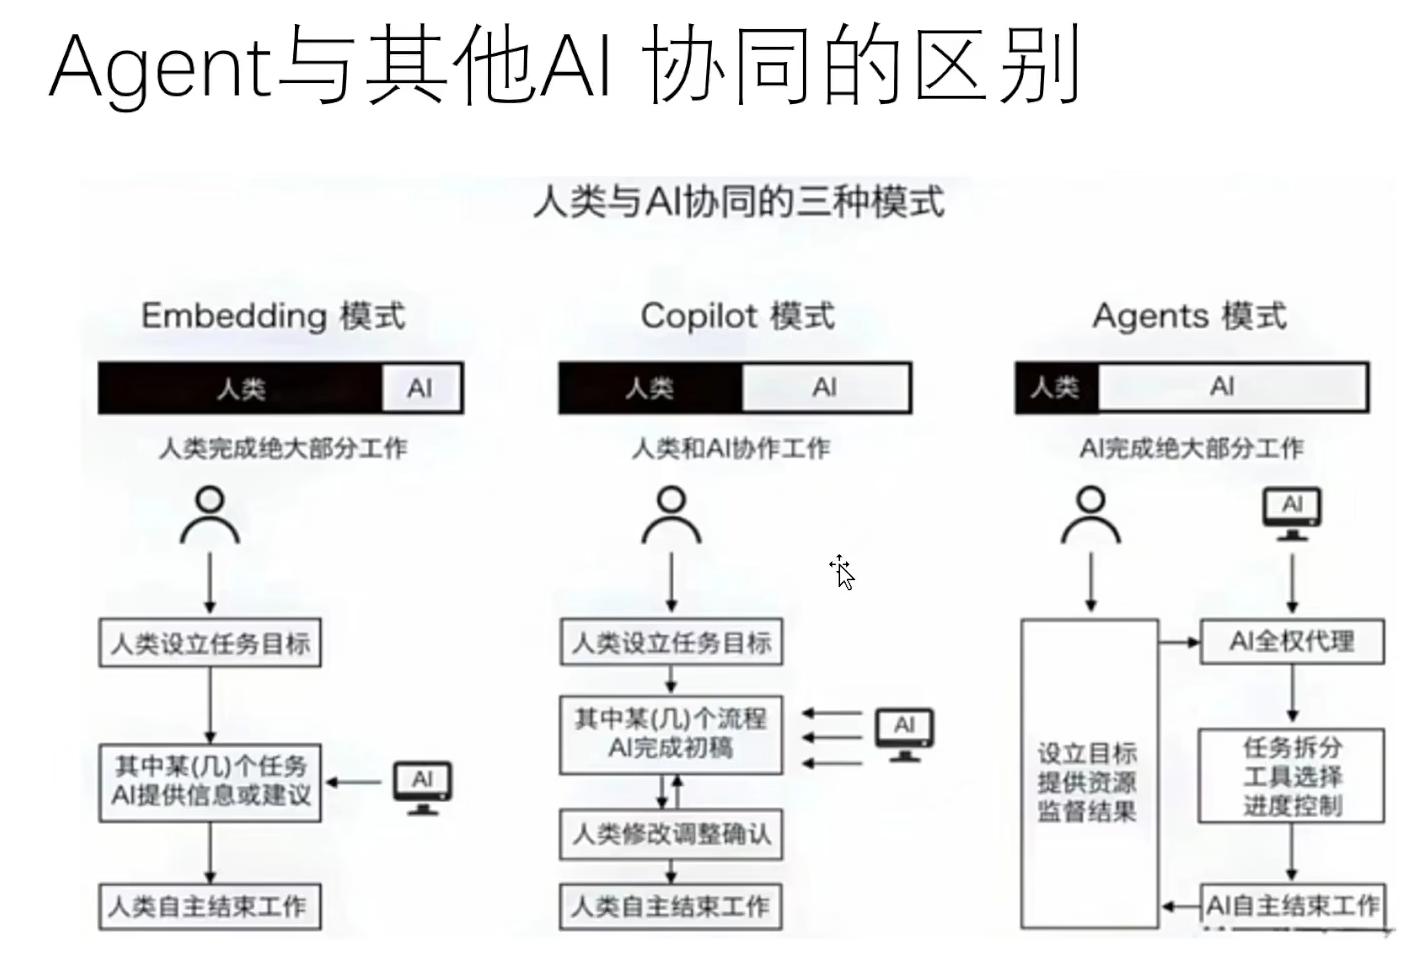 Agent与其他AI 协同的区别
人类与AI协同的三种模式
Embedding 模式
人类
AI
人类完成绝大部分工作
人类设立任务目标
其中某(几)个任务
AI提供信息或建议
AI
人类自主结束工作
Copilot 模式
人类
AI
人类和AI协作工作
人类设立任务目标
其中某(几)个流程
AI完成初稿
AI
人类修改调整确认
人类自主结束工作
Agents 模式
人类
AI
AI完成绝大部分工作
AI
设立目标
提供资源
监督结果
AI全权代理
任务拆分
工具选择
进度控制
AI自主结束工作